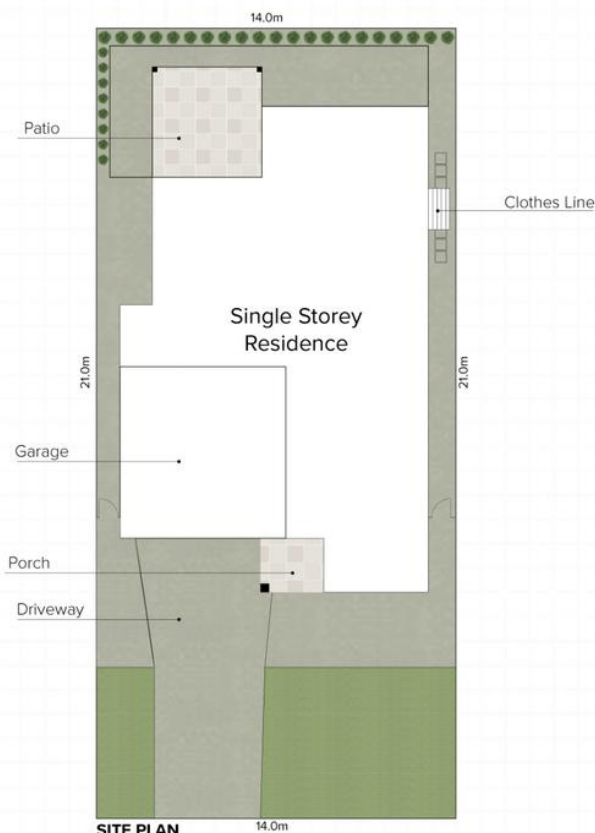 14.0m
Patio
Clothes Line
Single Storey
Residence
21.0m
21.0m
Garage
Porch
Driveway
SITE PLAN
14.0m